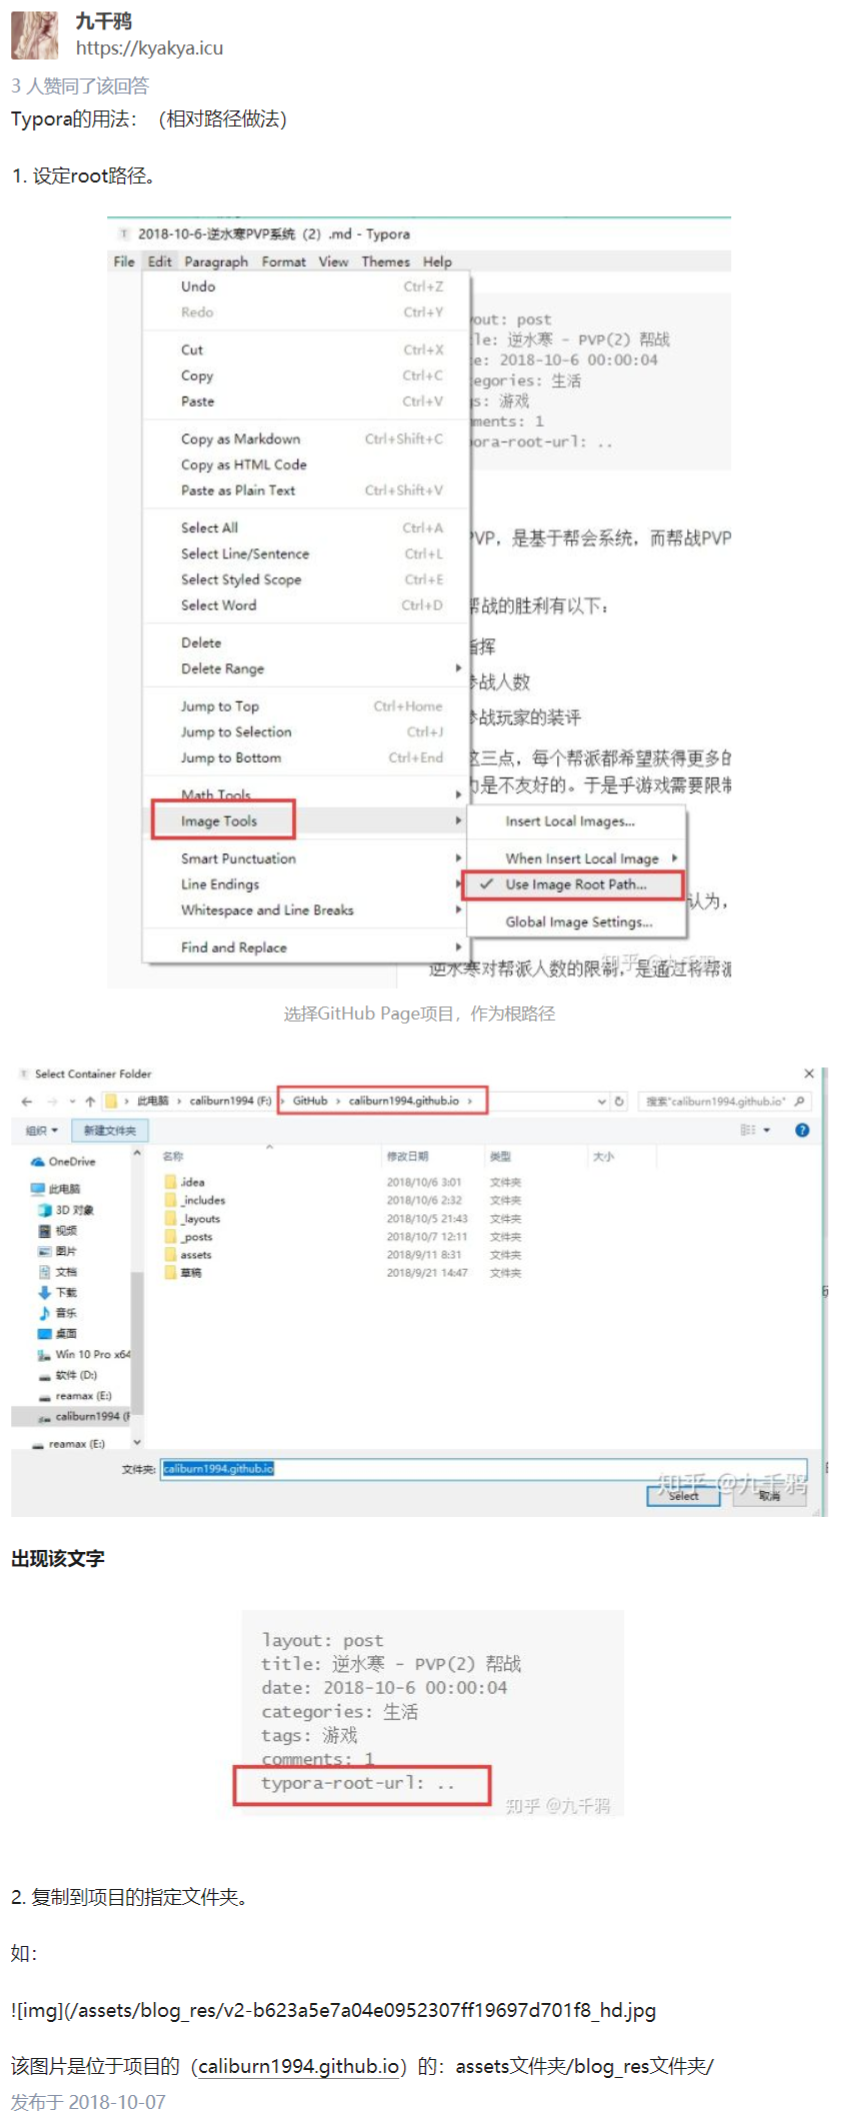 九千鸦
https://kyakya.icu
3 人赞同了该回答
Typora的用法：（相对路径做法）
1. 设定root路径。
2018-10-6-逆水寒PVP系统（2）.md - Typora
File Edit Paragraph Format View Themes Help
Undo Ctrl+Z
Redo Ctrl+Y
yout: post
Cut Ctrl+X
le: 逆水寒 - PVP(2) 帮战
e: 2018-10-6 00:00:04
Copy Ctrl+C
egories: 生活
Paste Ctrl+V
gs: 游戏
ments: 1
Copy as Markdown Ctrl+Shift+C
ora-root-url: ..
Copy as HTML Code
Paste as Plain Text Ctrl+Shift+V
Select All Ctrl+A
PVP，是基于帮会系统，而帮战PVP
Select Line/Sentence Ctrl+L
Select Styled Scope Ctrl+E
Select Word Ctrl+D
帮战的胜利有以下：
Delete
指挥
Delete Range
参战人数
Jump to Top Ctrl+Home
参战玩家的装评
Jump to Selection Ctrl+J
Jump to Bottom Ctrl+End
这三点，每个帮派都希望获得更多的
力是不友好的。于是乎游戏需要限制
Math Tools
Image Tools
Insert Local Images...
Smart Punctuation
When Insert Local Image
Line Endings
Use Image Root Path...
认为，
Whitespace and Line Breaks
Global Image Settings...
Find and Replace
知乎 @九千鸦
逆水寒对帮派人数的限制，是通过将帮派
选择GitHub Page项目，作为根路径
Select Container Folder
此电脑 › caliburn1994 (F:) › GitHub › caliburn1994.github.io ›
搜索"caliburn1994.github.io"
组织 新建文件夹
名称 修改日期 类型 大小
OneDrive
此电脑
3D 对象
视频
图片
文档
下载
音乐
桌面
Win 10 Pro x64
软件 (D:)
reamax (E:)
caliburn1994 (F
reamax (E:)
.idea 2018/10/6 3:01 文件夹
_includes 2018/10/6 2:32 文件夹
_layouts 2018/10/5 21:43 文件夹
_posts 2018/10/7 12:11 文件夹
assets 2018/9/11 8:31 文件夹
草稿 2018/9/21 14:47 文件夹
文件夹: caliburn1994.github.io
知乎 @九千鸦
Select 取消
出现该文字
layout: post
title: 逆水寒 - PVP(2) 帮战
date: 2018-10-6 00:00:04
categories: 生活
tags: 游戏
comments: 1
typora-root-url: ..
知乎 @九千鸦
2. 复制到项目的指定文件夹。
如：
![img](/assets/blog_res/v2-b623a5e7a04e0952307ff19697d701f8_hd.jpg
该图片是位于项目的（caliburn1994.github.io）的：assets文件夹/blog_res文件夹/
发布于 2018-10-07